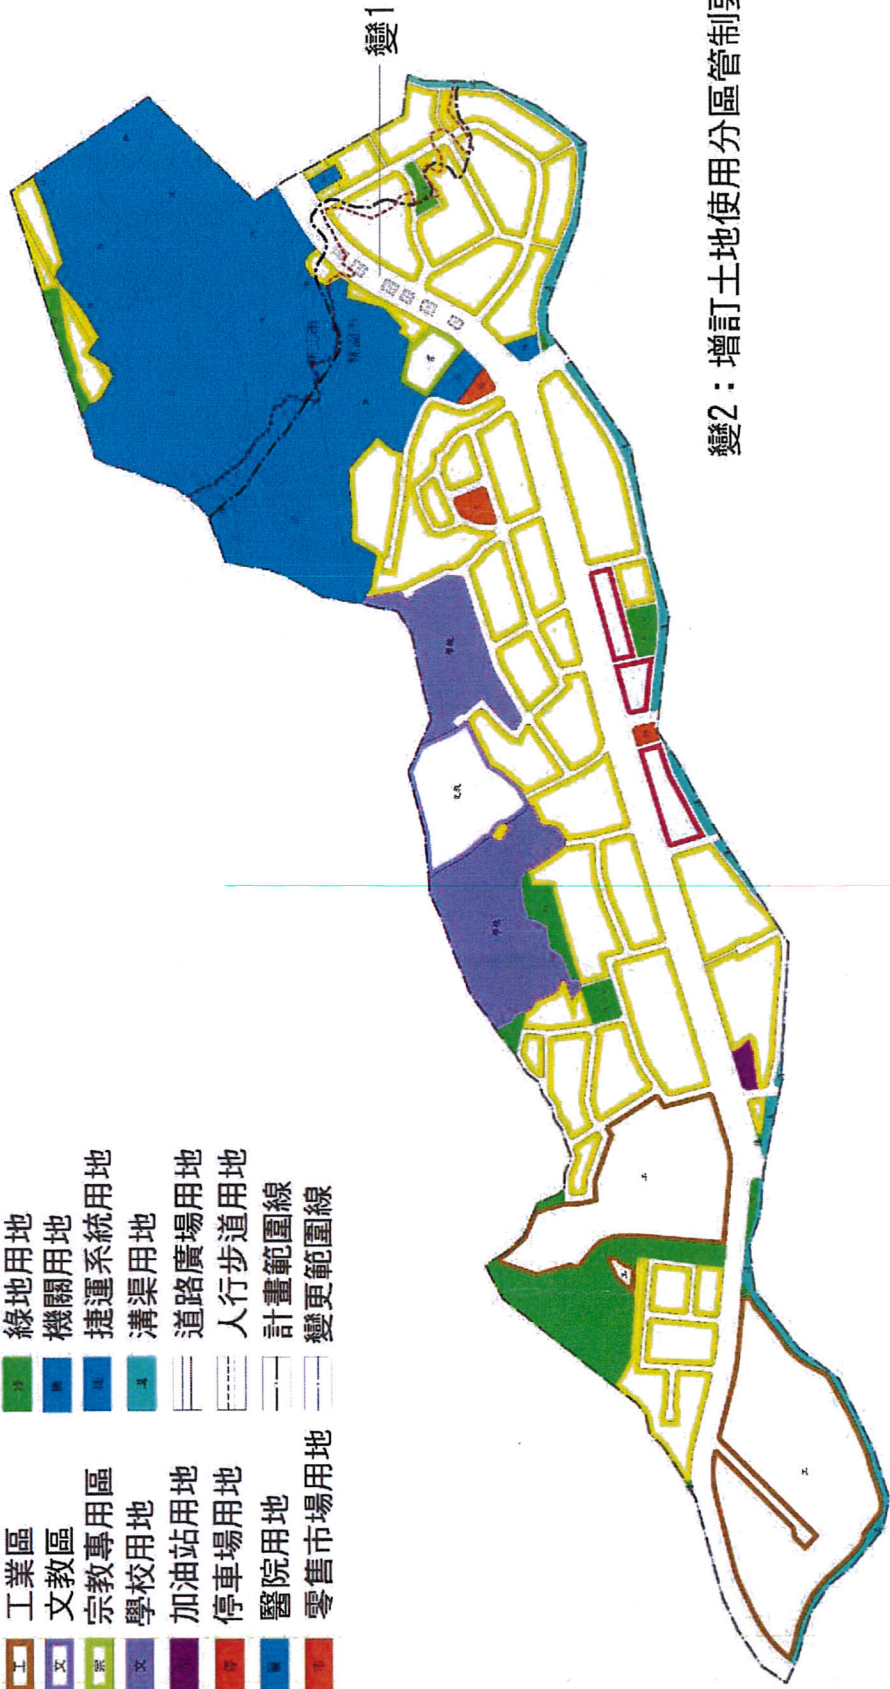 工業區
文教區
宗教專用區
學校用地
加油站用地
停車場用地
醫院用地
零售市場用地
綠地用地
機關用地
捷運系統用地
溝渠用地
道路廣場用地
人行步道用地
計畫範圍線
變更範圍線
變1
變2：增訂土地使用分區管制